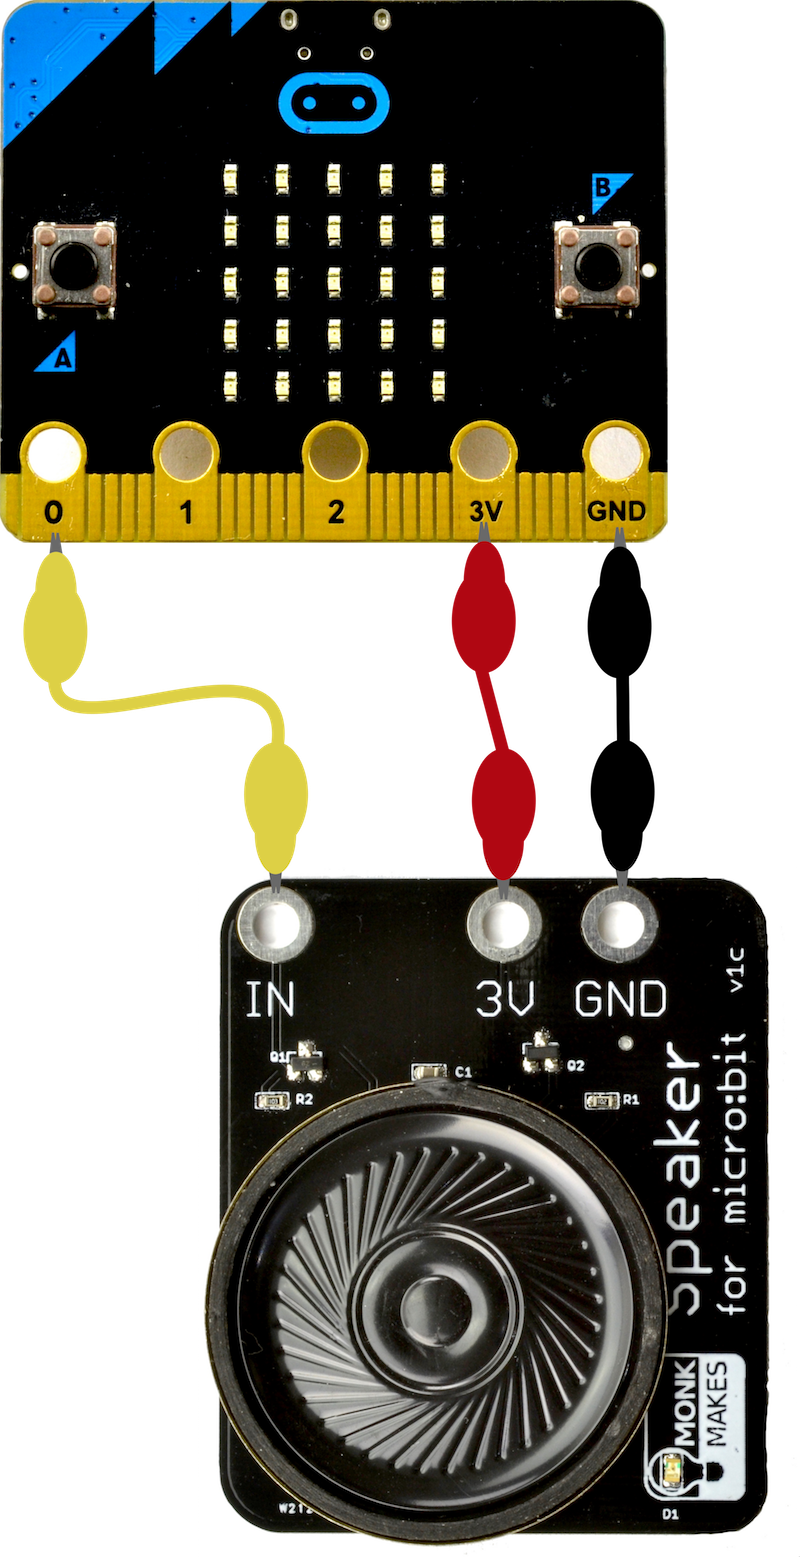 B
A
0 1 2 3V GND
IN 3V GND
v1c
Q1
Q2
C1
R2
R1
Speaker
for micro:bit
MONK
MAKES
D1